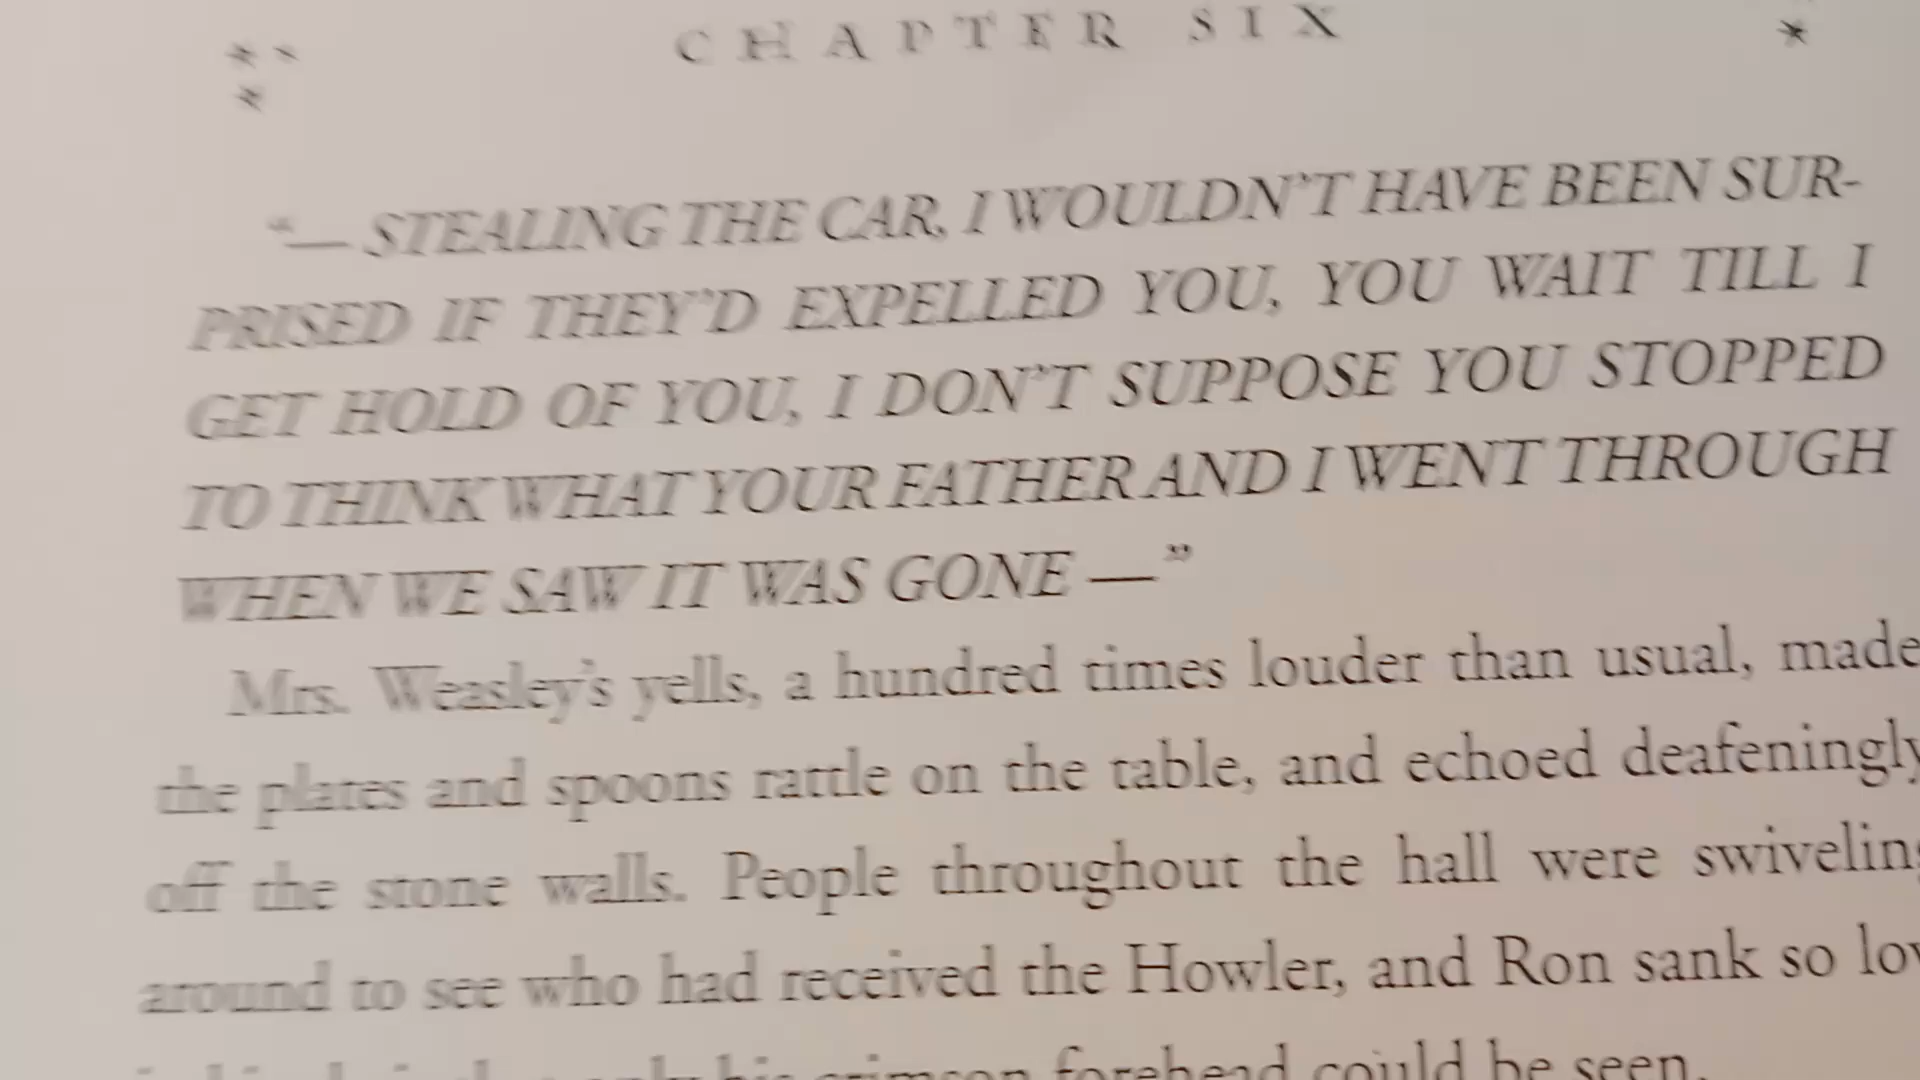 CHAPTER SIX
“— STEALING THE CAR, I WOULDN’T HAVE BEEN SUR-
PRISED IF THEY’D EXPELLED YOU, YOU WAIT TILL I
GET HOLD OF YOU, I DON’T SUPPOSE YOU STOPPED
TO THINK WHAT YOUR FATHER AND I WENT THROUGH
WHEN WE SAW IT WAS GONE —”
Mrs. Weasley’s yells, a hundred times louder than usual, made
the plates and spoons rattle on the table, and echoed deafeningly
off the stone walls. People throughout the hall were swiveling
around to see who had received the Howler, and Ron sank so low
only his crimson forehead could be seen.